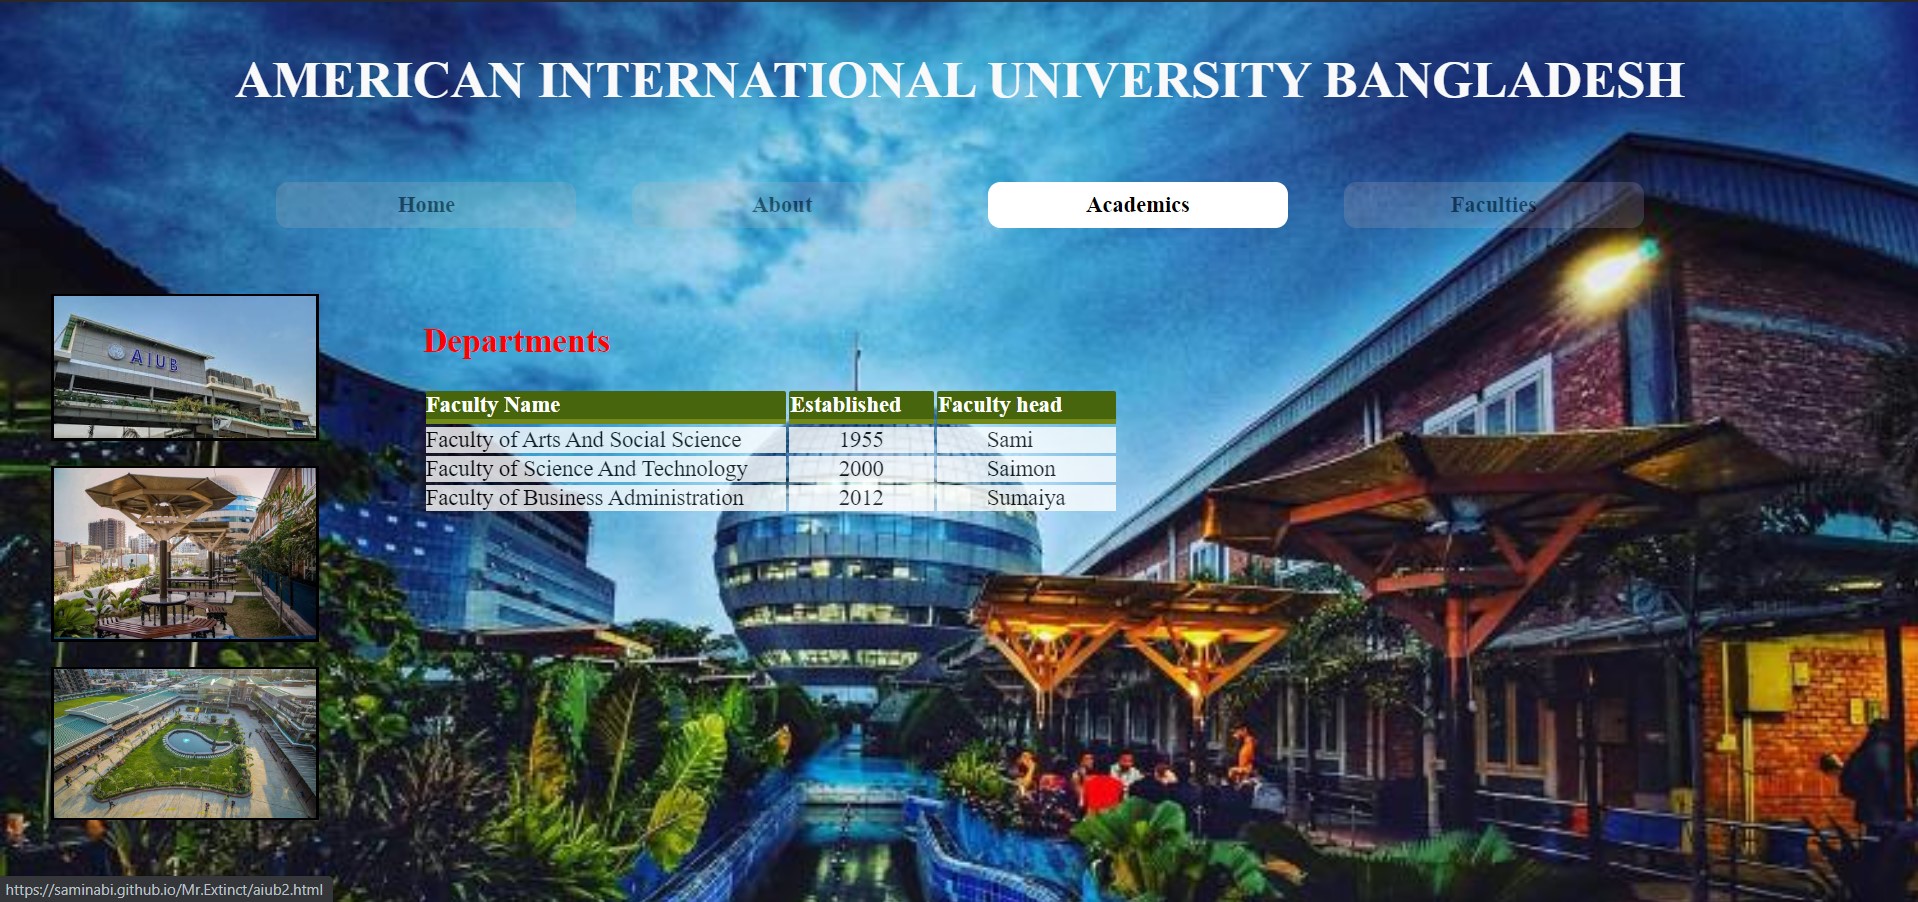 AMERICAN INTERNATIONAL UNIVERSITY BANGLADESH
Home About Academics Faculties
AIUB
Departments
Faculty Name Established Faculty head
Faculty of Arts And Social Science 1955 Sami
Faculty of Science And Technology 2000 Saimon
Faculty of Business Administration 2012 Sumaiya
https://saminabi.github.io/Mr.Extinct/aiub2.html